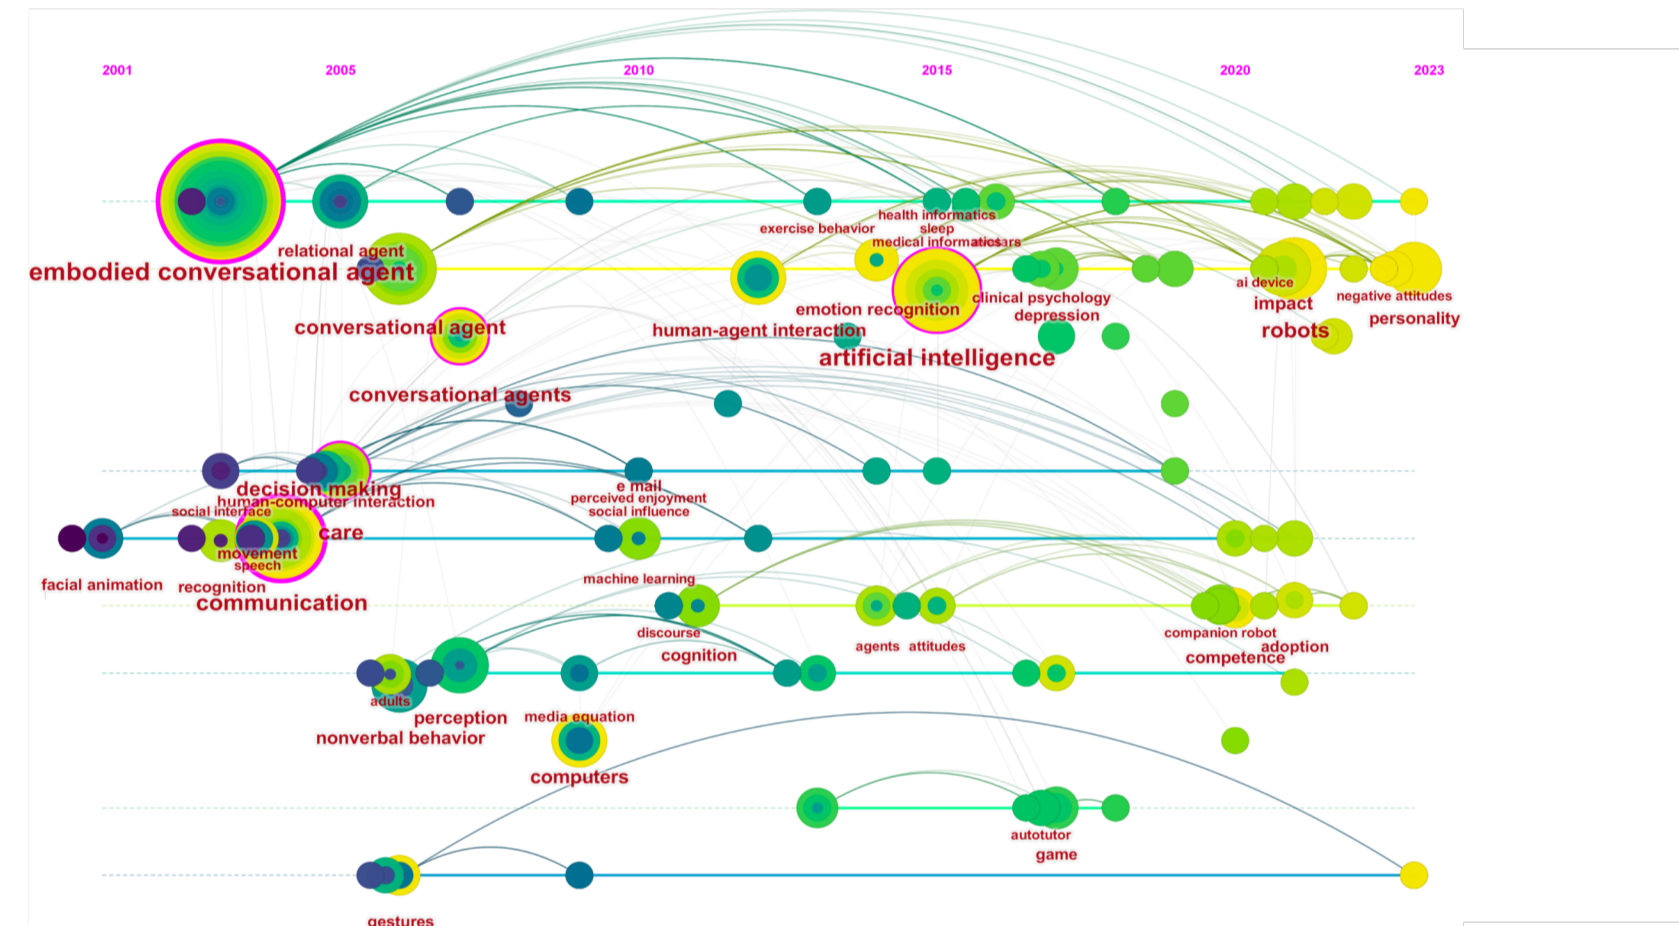 2001 2005 2010 2015 2020 2023
health informatics
exercise behavior sleep
medical informatics
relational agent
embodied conversational agent
ai device
clinical psychology negative attitudes
impact
emotion recognition
depression personality
conversational agent human-agent interaction robots
artificial intelligence
conversational agents
e mail
decision making
perceived enjoyment
human-computer interaction
social interface social influence
care
movement
speech
machine learning
facial animation recognition
communication
discourse companion robot
agents attitudes adoption
cognition competence
adults
perception media equation
nonverbal behavior
computers
autotutor
game
gestures